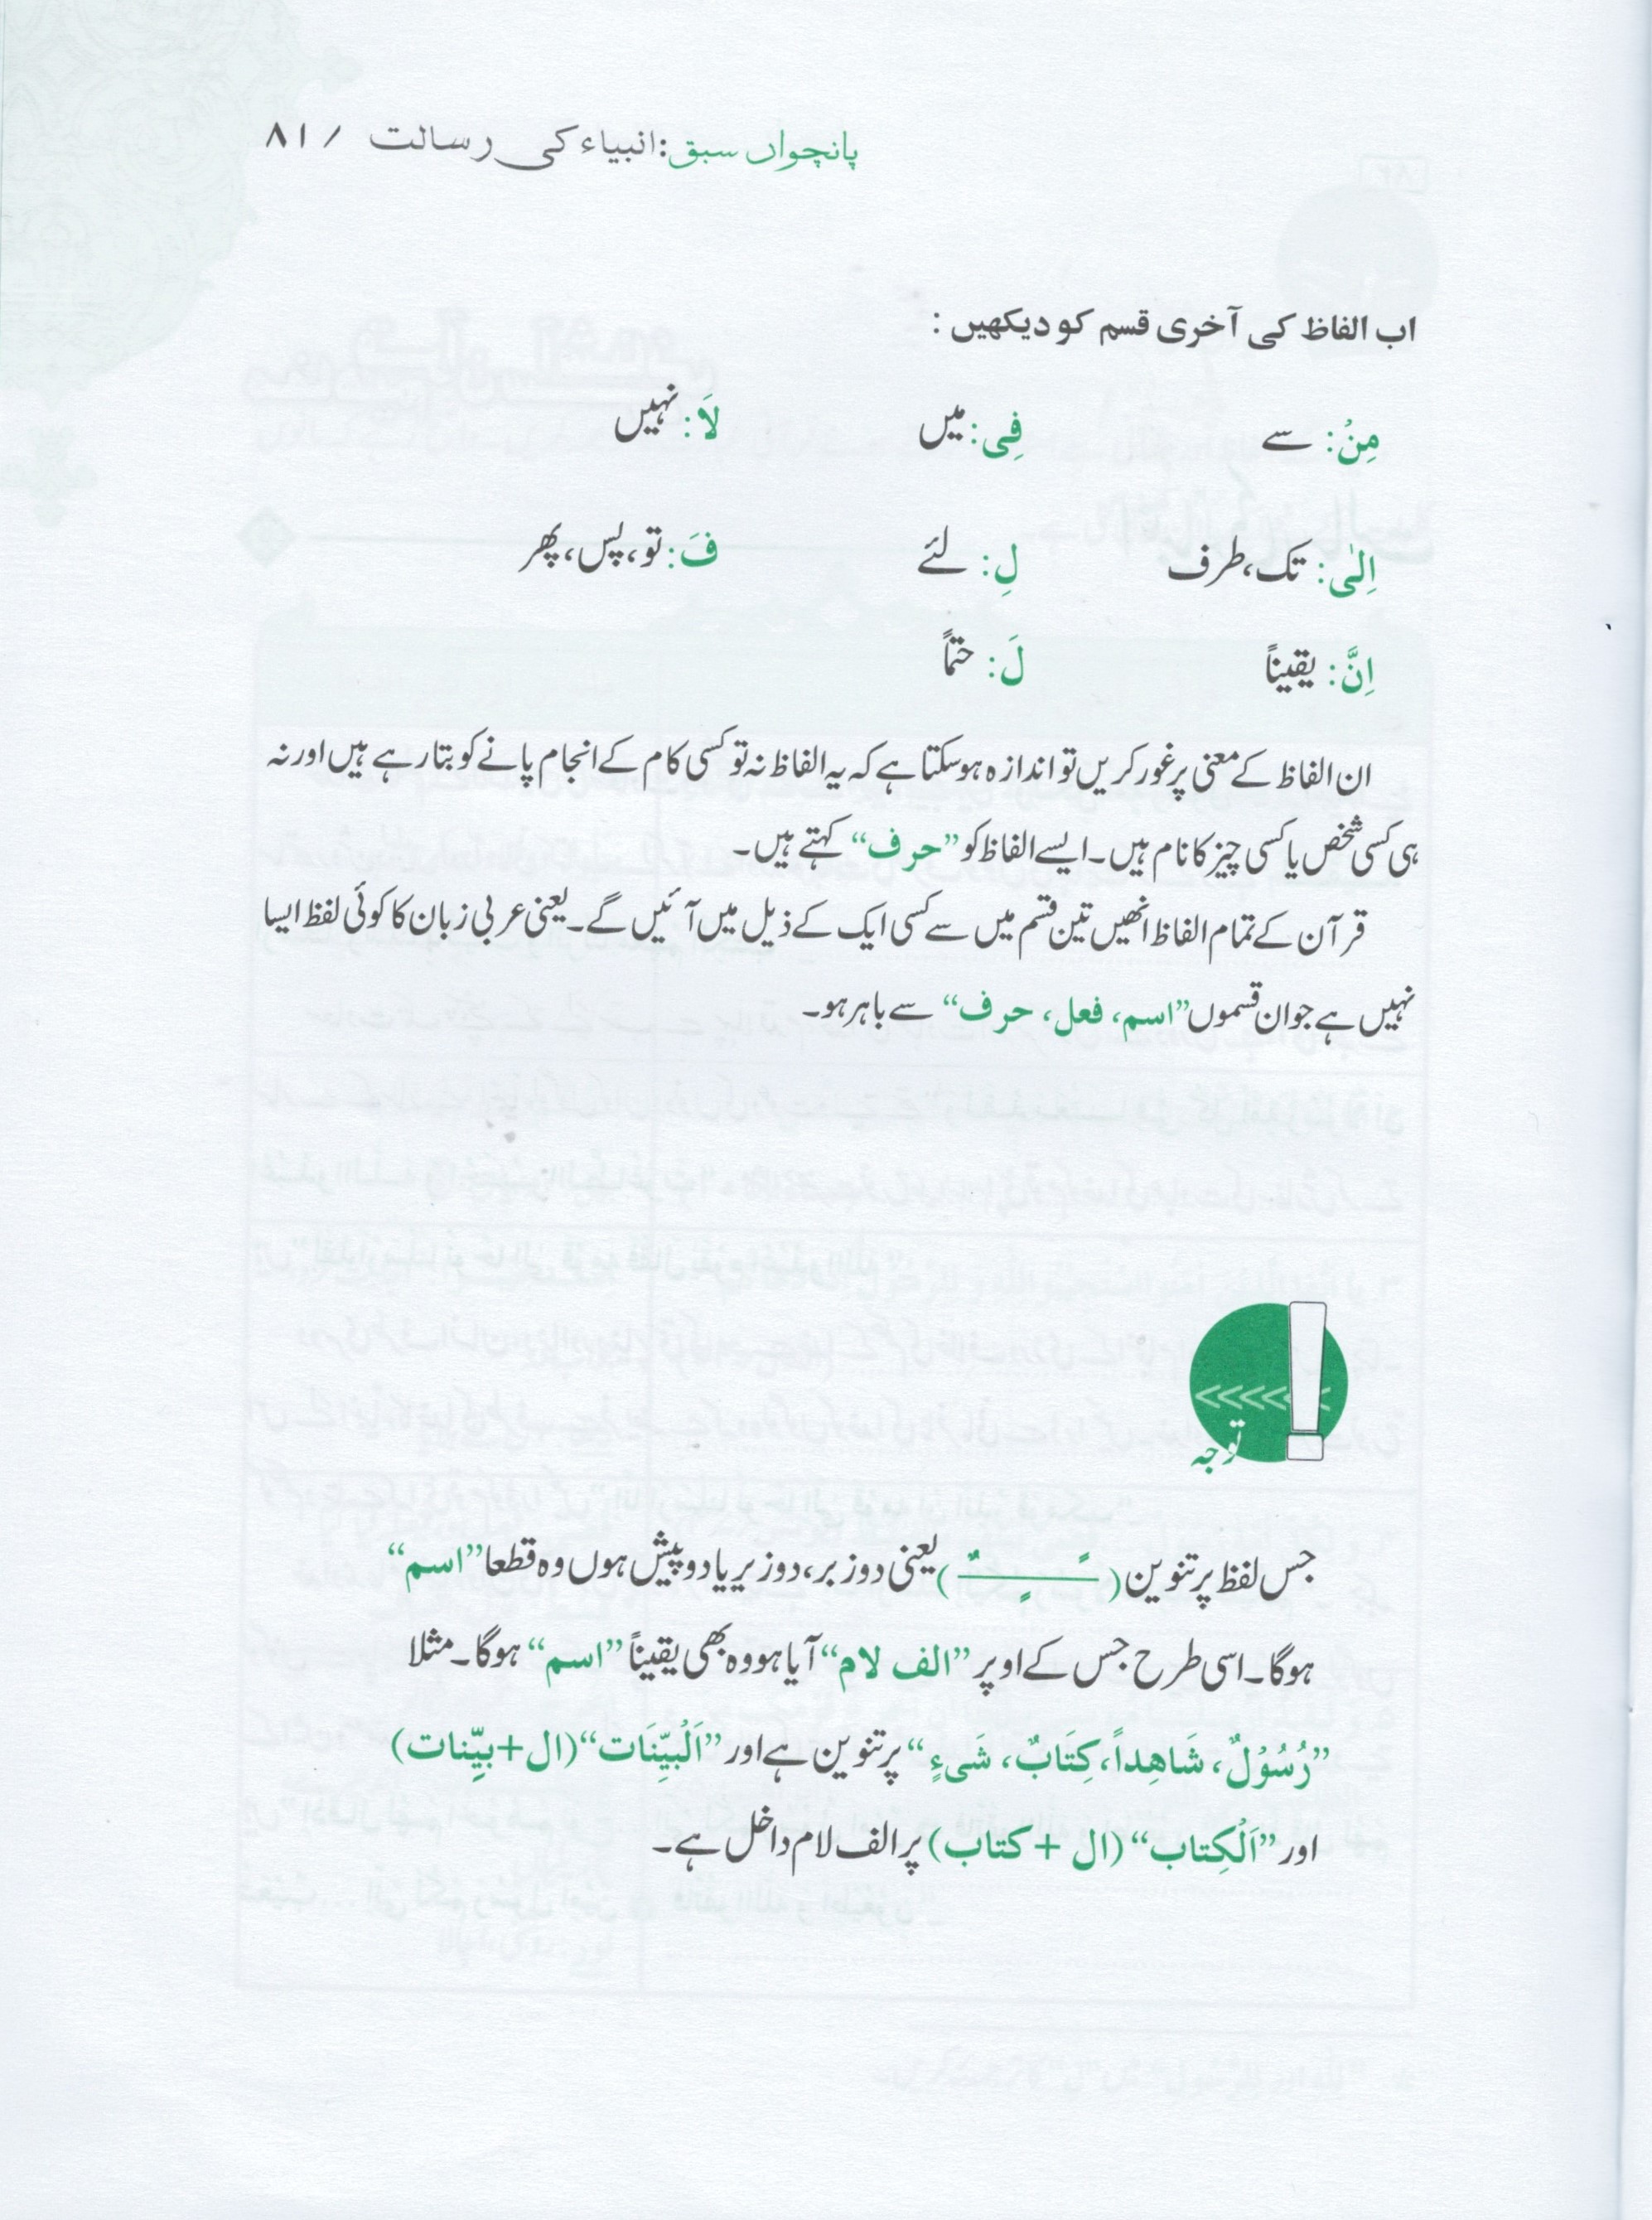 پانچواں سبق:انبیاء کی رسالت / ۸۱
اب الفاظ کی آخری قسم کو دیکھیں :
مِنْ: سے فِی: میں لَا: نہیں
اِلٰی: تک، طرف لِ: لئے فَ: تو، پس، پھر
اِنَّ: یقیناً لَ: حتماً
ان الفاظ کے معنی پر غور کریں تو اندازہ ہو سکتا ہے کہ یہ الفاظ نہ تو کسی کام کے انجام پانے کو بتا رہے ہیں اور نہ
ہی کسی شخص یا کسی چیز کا نام ہیں۔ ایسے الفاظ کو ”حرف“ کہتے ہیں۔
قرآن کے تمام الفاظ انھیں تین قسم میں سے کسی ایک کے ذیل میں آئیں گے۔ یعنی عربی زبان کا کوئی لفظ ایسا
نہیں ہے جو ان قسموں ”اسم، فعل، حرف“ سے باہر ہو۔
توجہ
جس لفظ پر تنوین ( ـًـٍـٌ ) یعنی دو زبر، دو زیر یا دو پیش ہوں وہ قطعا ”اسم“
ہوگا۔ اسی طرح جس کے اوپر ”الف لام“ آیا ہو وہ بھی یقیناً ”اسم“ ہوگا۔ مثلا
”رُسُوْلٌ، شَاهِداً، كِتَابٌ، شَیءٍ“ پر تنوین ہے اور ”اَلْبَيِّنَات“ (ال+بيِّنات)
اور ”اَلْكِتاب“ (ال + كتاب) پر الف لام داخل ہے۔